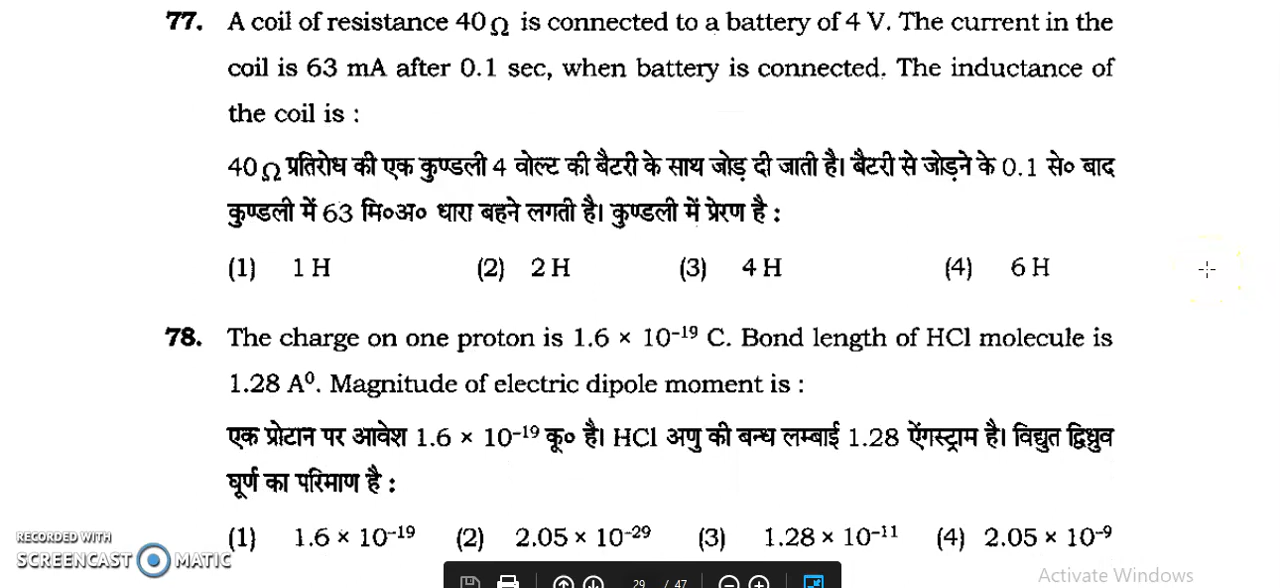 77. A coil of resistance 40 Ω is connected to a battery of 4 V. The current in the
coil is 63 mA after 0.1 sec, when battery is connected. The inductance of
the coil is :
40 Ω प्रतिरोध की एक कुण्डली 4 वोल्ट की बैटरी के साथ जोड़ दी जाती है। बैटरी से जोड़ने के 0.1 से० बाद
कुण्डली में 63 मि०अ० धारा बहने लगती है। कुण्डली में प्रेरण है :
(1) 1 H (2) 2 H (3) 4 H (4) 6 H
78. The charge on one proton is 1.6 × 10⁻¹⁹ C. Bond length of HCl molecule is
1.28 A⁰. Magnitude of electric dipole moment is :
एक प्रोटान पर आवेश 1.6 × 10⁻¹⁹ कू० है। HCl अणु की बन्ध लम्बाई 1.28 ऐंगस्ट्राम है। विद्युत द्विध्रुव
घूर्ण का परिमाण है :
(1) 1.6 × 10⁻¹⁹ (2) 2.05 × 10⁻²⁹ (3) 1.28 × 10⁻¹¹ (4) 2.05 × 10⁻⁹
RECORDED WITH
SCREENCAST MATIC
29 / 47
Activate Windows